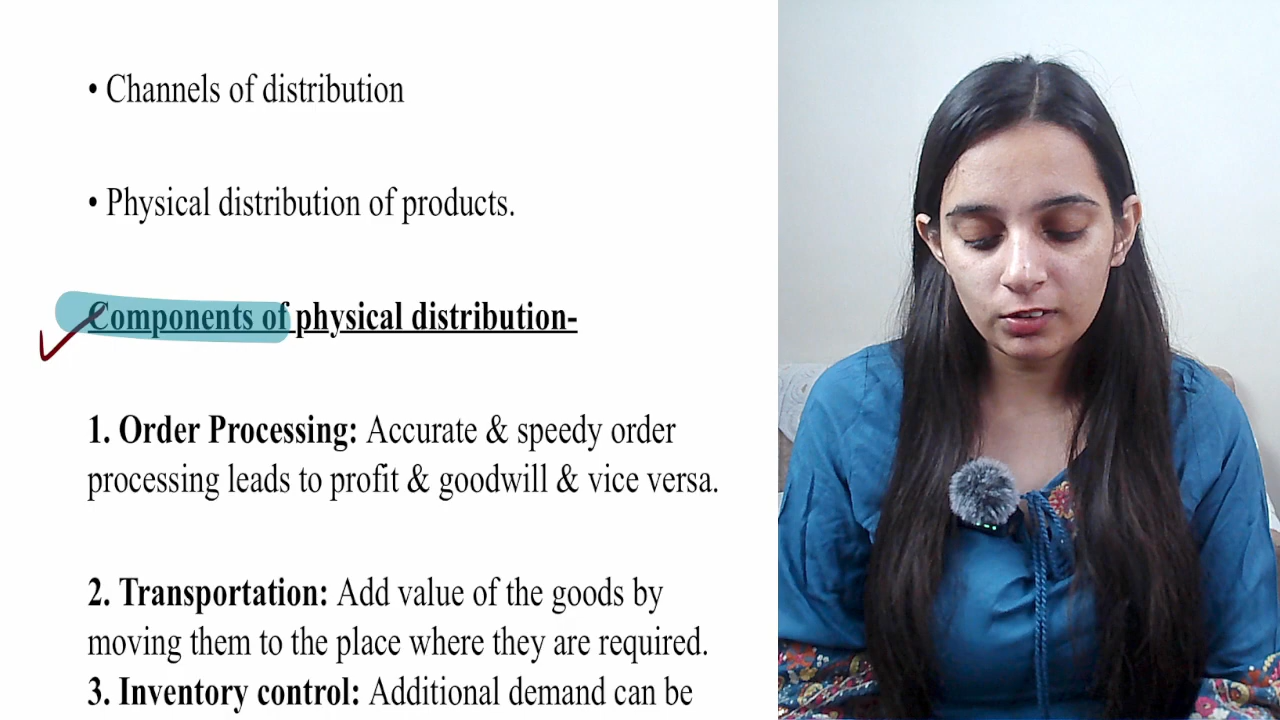 • Channels of distribution
• Physical distribution of products.
Components of physical distribution-
1. Order Processing: Accurate & speedy order
processing leads to profit & goodwill & vice versa.
2. Transportation: Add value of the goods by
moving them to the place where they are required.
3. Inventory control: Additional demand can be